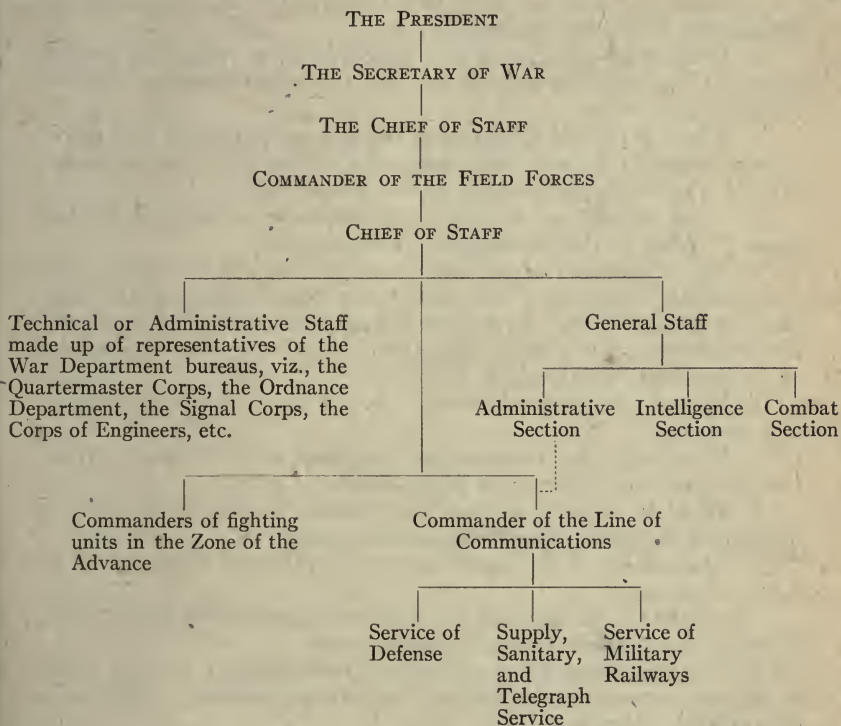 THE PRESIDENT
THE SECRETARY OF WAR
THE CHIEF OF STAFF
COMMANDER OF THE FIELD FORCES
CHIEF OF STAFF
Technical or Administrative Staff
made up of representatives of the
War Department bureaus, viz., the
Quartermaster Corps, the Ordnance
Department, the Signal Corps, the
Corps of Engineers, etc.
General Staff
Administrative
Section
Intelligence
Section
Combat
Section
Commanders of fighting
units in the Zone of the
Advance
Commander of the Line of
Communications
Service of
Defense
Supply,
Sanitary,
and
Telegraph
Service
Service of
Military
Railways